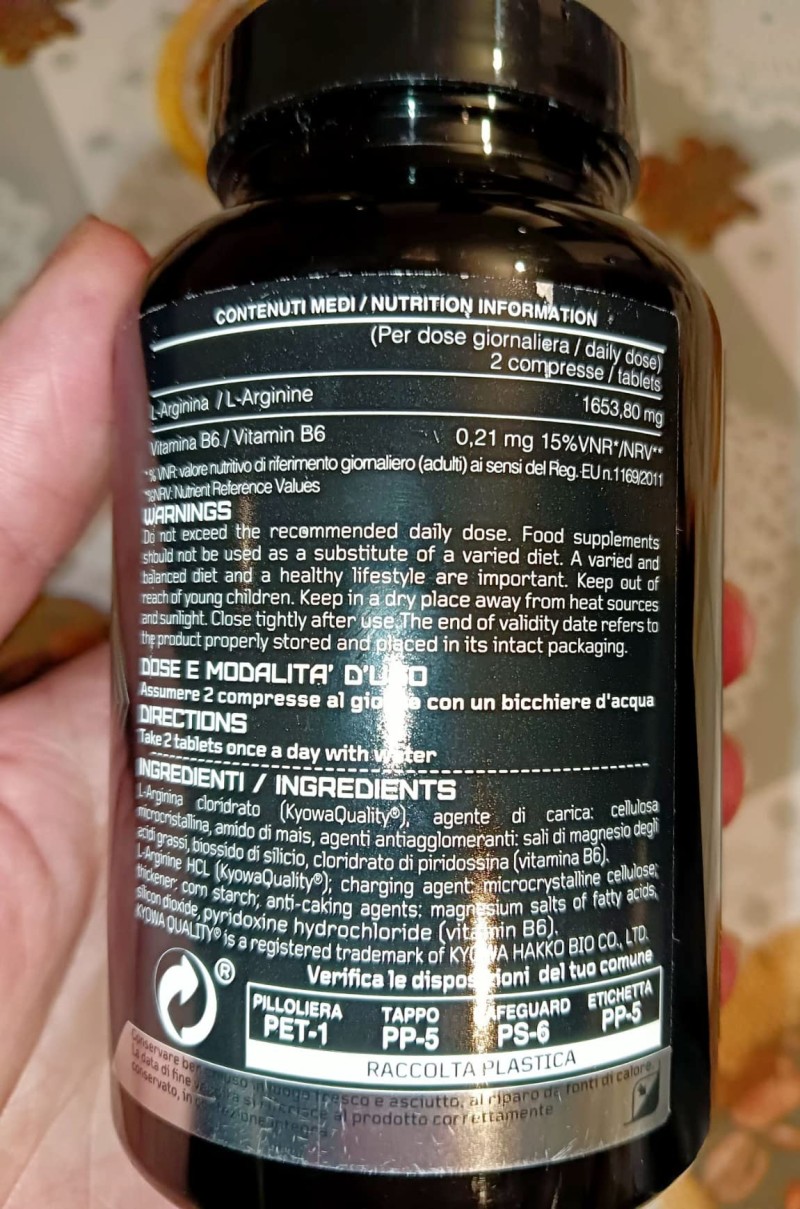 CONTENUTI MEDI / NUTRITION INFORMATION
(Per dose giornaliera / daily dose)
2 compresse / tablets
L-Arginina / L-Arginine 1653,80 mg
Vitamina B6 / Vitamin B6 0,21 mg 15%VNR*/NRV**
*% VNR: valore nutritivo di riferimento giornaliero (adulti) ai sensi del Reg. EU n.1169/2011
*%NRV: Nutrient Reference Values
WARNINGS
Do not exceed the recommended daily dose. Food supplements
should not be used as a substitute of a varied diet. A varied and
balanced diet and a healthy lifestyle are important. Keep out of
reach of young children. Keep in a dry place away from heat sources
and sunlight. Close tightly after use.The end of validity date refers to
the product properly stored and placed in its intact packaging.
DOSE E MODALITA' D'USO
Assumere 2 compresse al giorno con un bicchiere d'acqua
DIRECTIONS
Take 2 tablets once a day with water
INGREDIENTI / INGREDIENTS
L-Arginina cloridrato (KyowaQuality®), agente di carica: cellulosa
microcristallina, amido di mais, agenti antiagglomeranti: sali di magnesio degli
acidi grassi, biossido di silicio, cloridrato di piridossina (vitamina B6).
L-Arginine HCL (KyowaQuality®); charging agent: microcrystalline cellulose;
thickener: corn starch; anti-caking agents: magnesium salts of fatty acids,
silicon dioxide, pyridoxine hydrochloride (vitamin B6).
KYOWA QUALITY® is a registered trademark of KYOWA HAKKO BIO CO., LTD.
Verifica le disposizioni del tuo comune
®
PILLOLIERA TAPPO SAFEGUARD ETICHETTA
PET-1 PP-5 PS-6 PP-5
RACCOLTA PLASTICA
Conservare ben chiuso in luogo fresco e asciutto, al riparo da fonti di calore.
La data di fine validità si riferisce al prodotto correttamente
conservato, in confezione integra.